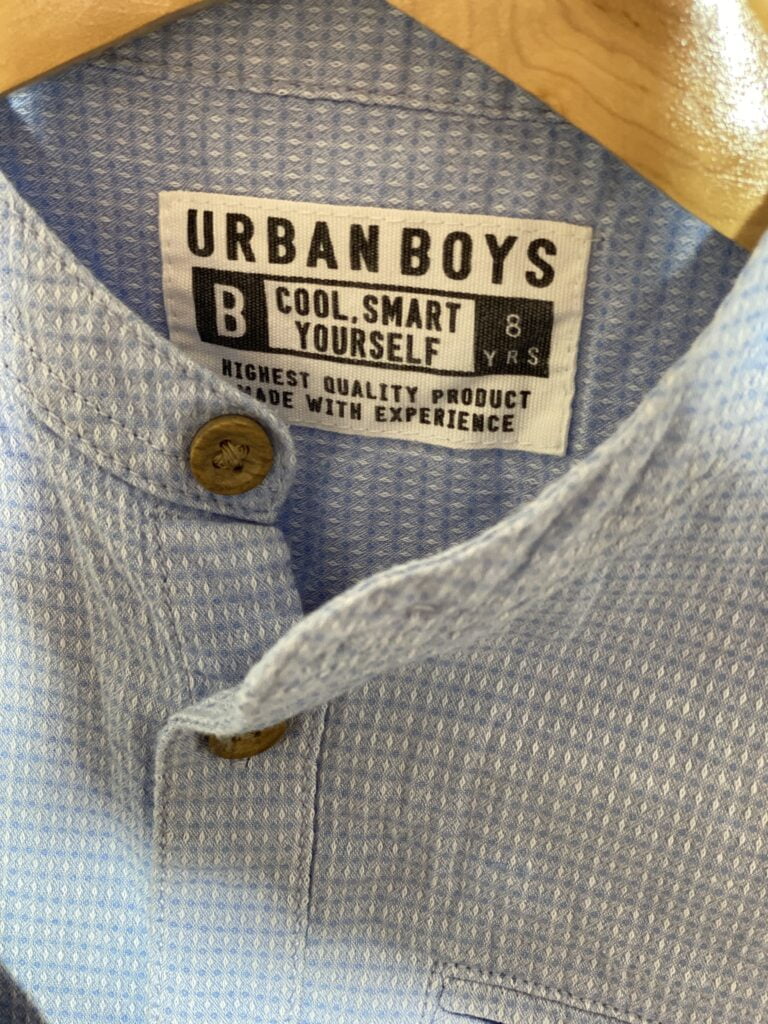 URBAN BOYS
B
COOL.SMART
YOURSELF
8
YRS
HIGHEST QUALITY PRODUCT
MADE WITH EXPERIENCE